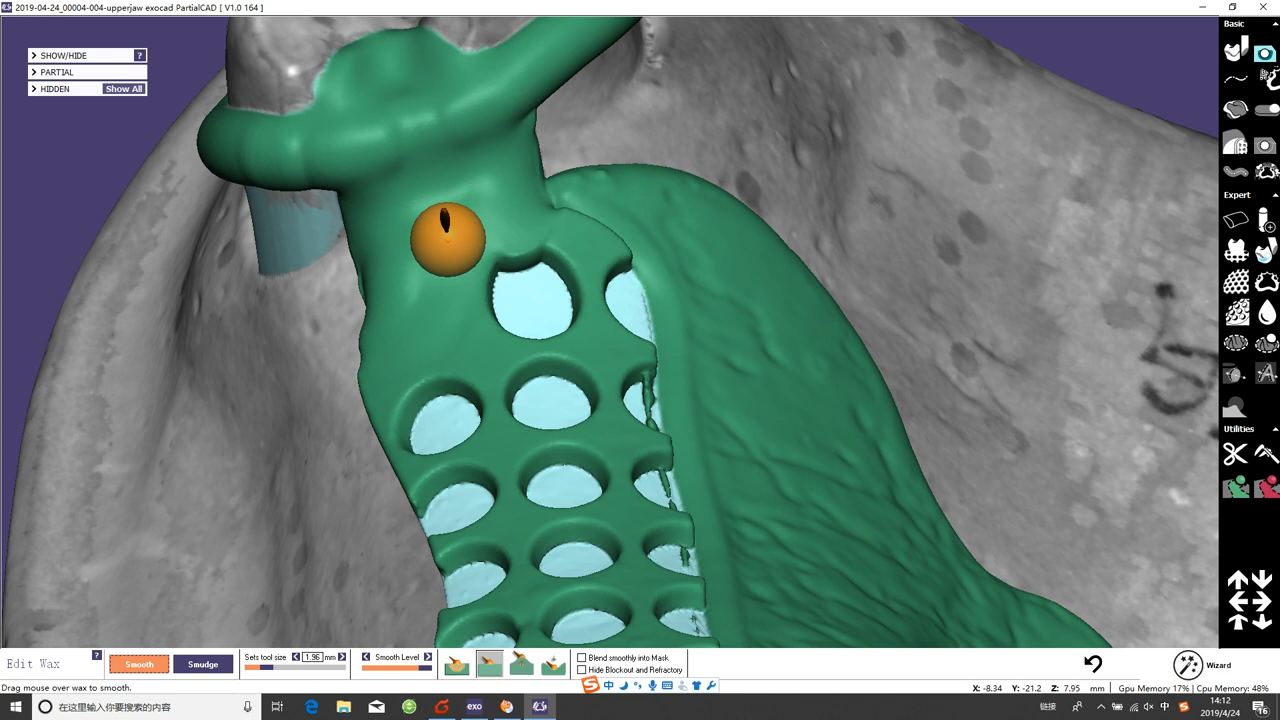 2019-04-24_00004-004-upperjaw exocad PartialCAD [ V1.0 164 ]
Basic
SHOW/HIDE ?
PARTIAL
HIDDEN Show All
Expert
A
Utilities
Edit Wax ?
Smooth
Smudge
Sets tool size 1.96 mm
Smooth Level
Blend smoothly into Mask
Hide Blockout and Refractory
Wizard
S 中
Drag mouse over wax to smooth.
X: -8.34 Y: -21.2 Z: 7.95 mm Gpu Memory 17% | Cpu Memory: 48%
在这里输入你要搜索的内容
exo
链接
中
S
14:12
2019/4/24
16